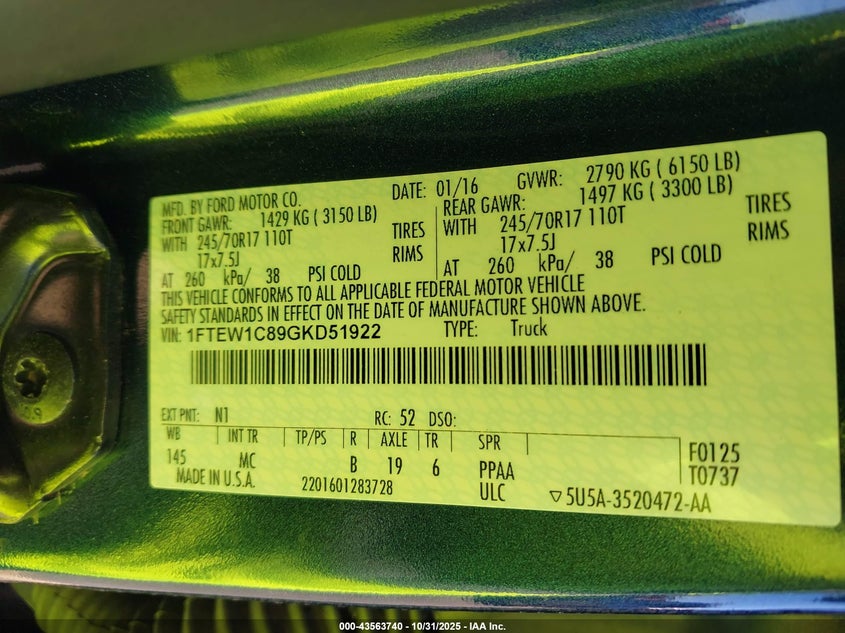 MFD. BY FORD MOTOR CO. DATE: 01/16 GVWR: 2790 KG ( 6150 LB)
FRONT GAWR: 1429 KG ( 3150 LB) REAR GAWR: 1497 KG ( 3300 LB)
WITH 245/70R17 110T TIRES WITH 245/70R17 110T TIRES
17x7.5J RIMS 17x7.5J RIMS
AT 260 kPa/ 38 PSI COLD AT 260 kPa/ 38 PSI COLD
THIS VEHICLE CONFORMS TO ALL APPLICABLE FEDERAL MOTOR VEHICLE
SAFETY STANDARDS IN EFFECT ON THE DATE OF MANUFACTURE SHOWN ABOVE.
VIN: 1FTEW1C89GKD51922 TYPE: Truck
EXT PNT: N1 RC: 52 DSO:
WB INT TR TP/PS R AXLE TR SPR
145 MC B 19 6 PPAA
F0125
T0737
MADE IN U.S.A. 2201601283728 ULC ▽5U5A-3520472-AA
000-43563740 - 10/31/2025 - IAA Inc.